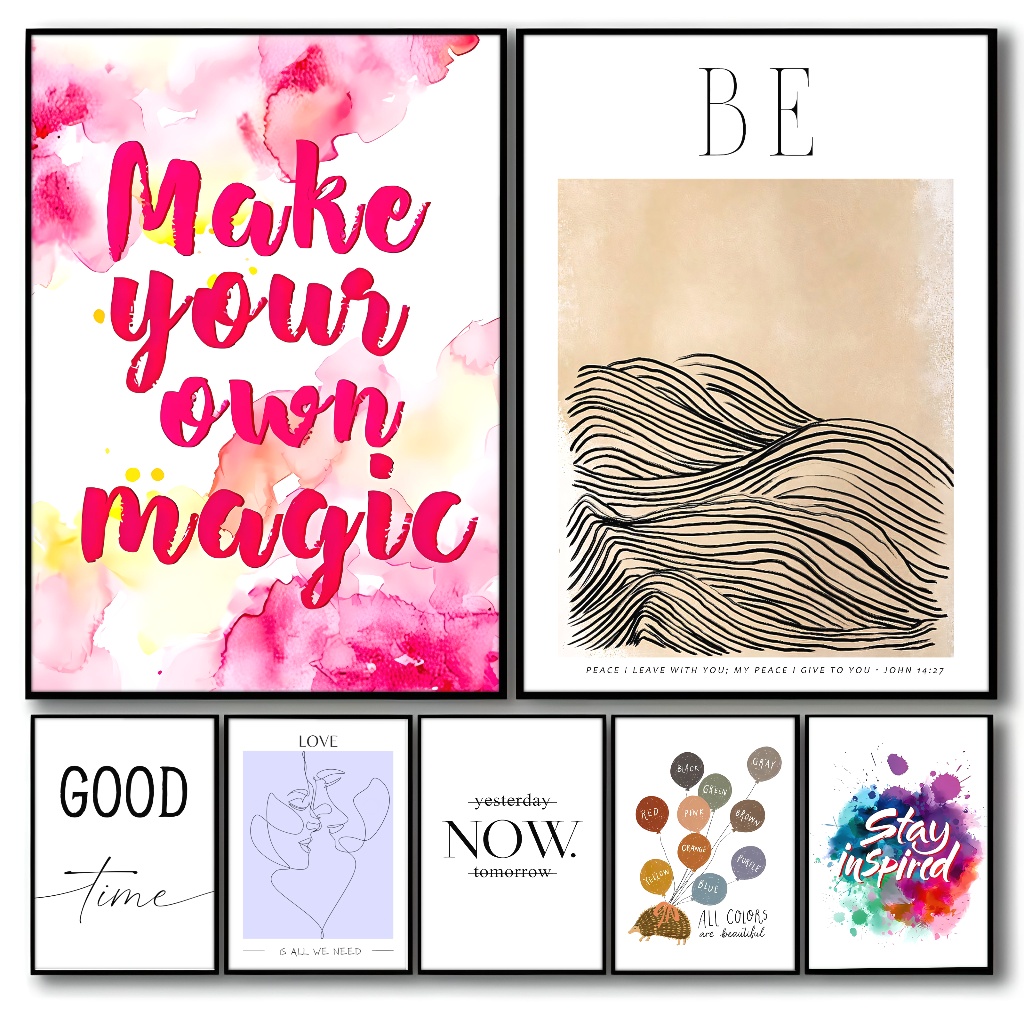 Make
your
own
magic
BE
PEACE I LEAVE WITH YOU; MY PEACE I GIVE TO YOU - JOHN 14:27
GOOD
time
LOVE
IS ALL WE NEED
yesterday
NOW.
tomorrow
BLACK
GRAY
GREEN
RED
PINK
BROWN
ORANGE
PURPLE
YELLOW
BLUE
ALL COLORS
are beautiful
Stay
inspired